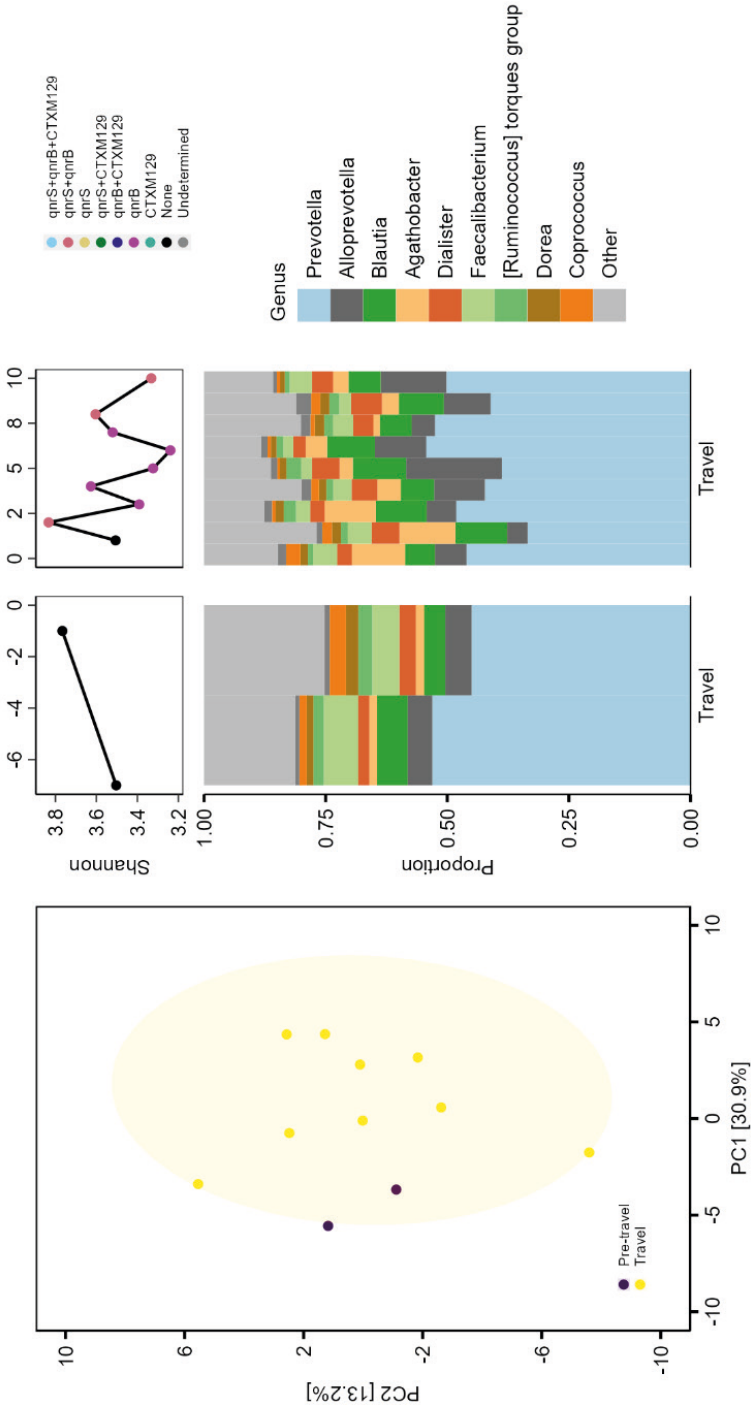 10
6
2
-2
-6
-10
PC2 [13.2%]
-10
-5
0
5
10
PC1 [30.9%]
Pre-travel
Travel
Shannon
3.8
3.6
3.4
3.2
-6
-4
-2
0
0
2
5
8
10
qnrS+qnrB+CTXM129
qnrS+qnrB
qnrS
qnrS+CTXM129
qnrB+CTXM129
qnrB
CTXM129
None
Undetermined
Proportion
1.00
0.75
0.50
0.25
0.00
Travel
Travel
Genus
Prevotella
Alloprevotella
Blautia
Agathobacter
Dialister
Faecalibacterium
[Ruminococcus] torques group
Dorea
Coprococcus
Other